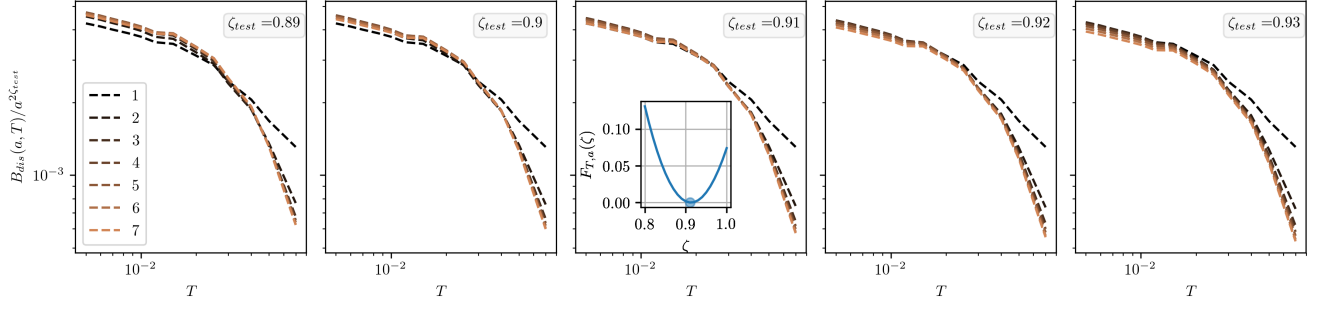 ζ_test =0.89
ζ_test =0.9
ζ_test =0.91
ζ_test =0.92
ζ_test =0.93
B_dis(a, T)/a^{2ζ_test}
10^{-3}
1
2
3
4
5
6
7
F_{T,a}(ζ)
0.10
0.05
0.00
0.8
0.9
1.0
ζ
10^{-2}
10^{-2}
10^{-2}
10^{-2}
10^{-2}
T
T
T
T
T